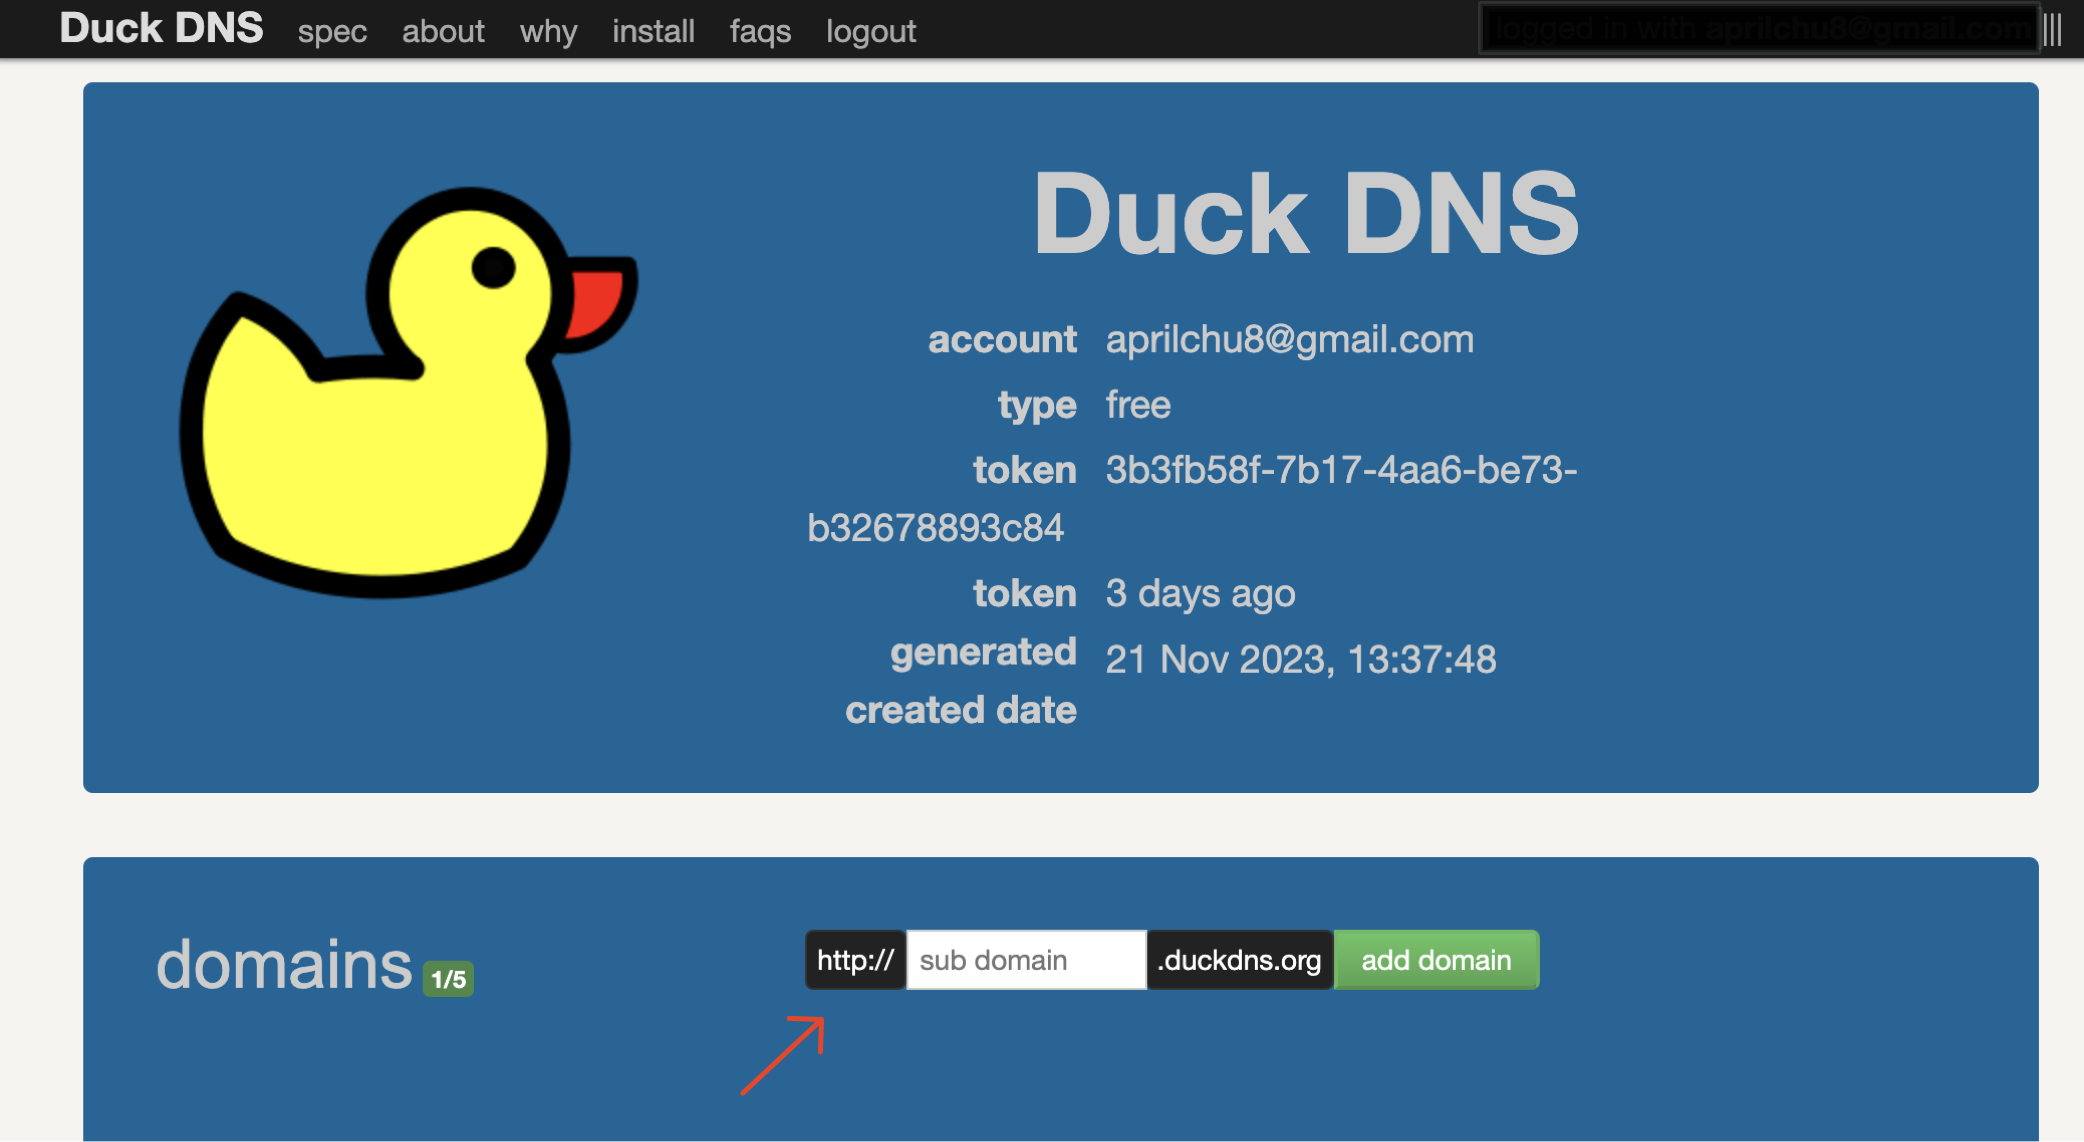 Duck DNS spec about why install faqs logout logged in with aprilchu8@gmail.com
Duck DNS
account aprilchu8@gmail.com
type free
token 3b3fb58f-7b17-4aa6-be73-
b32678893c84
token 3 days ago
generated 21 Nov 2023, 13:37:48
created date
domains 1/5 http:// sub domain .duckdns.org add domain